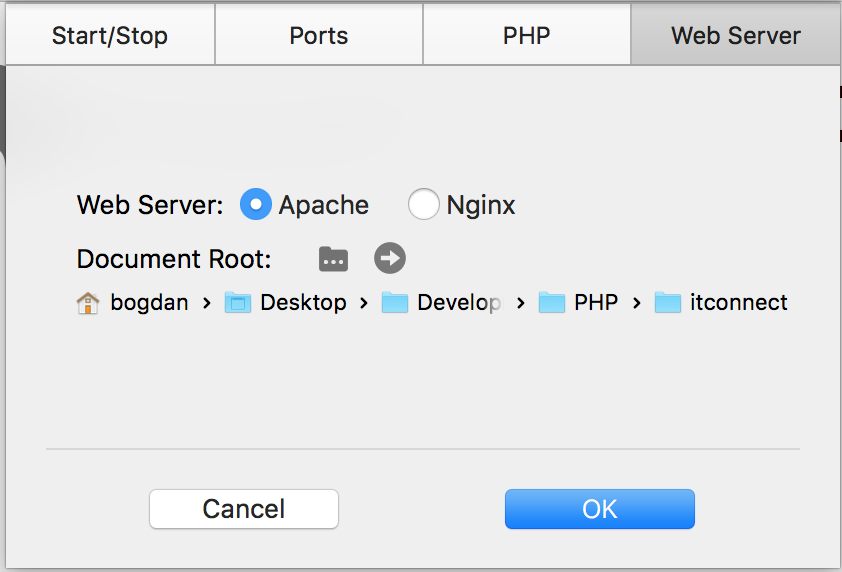 Start/Stop Ports PHP Web Server
Web Server: Apache Nginx
Document Root:
bogdan › Desktop › Develop › PHP › itconnect
Cancel OK